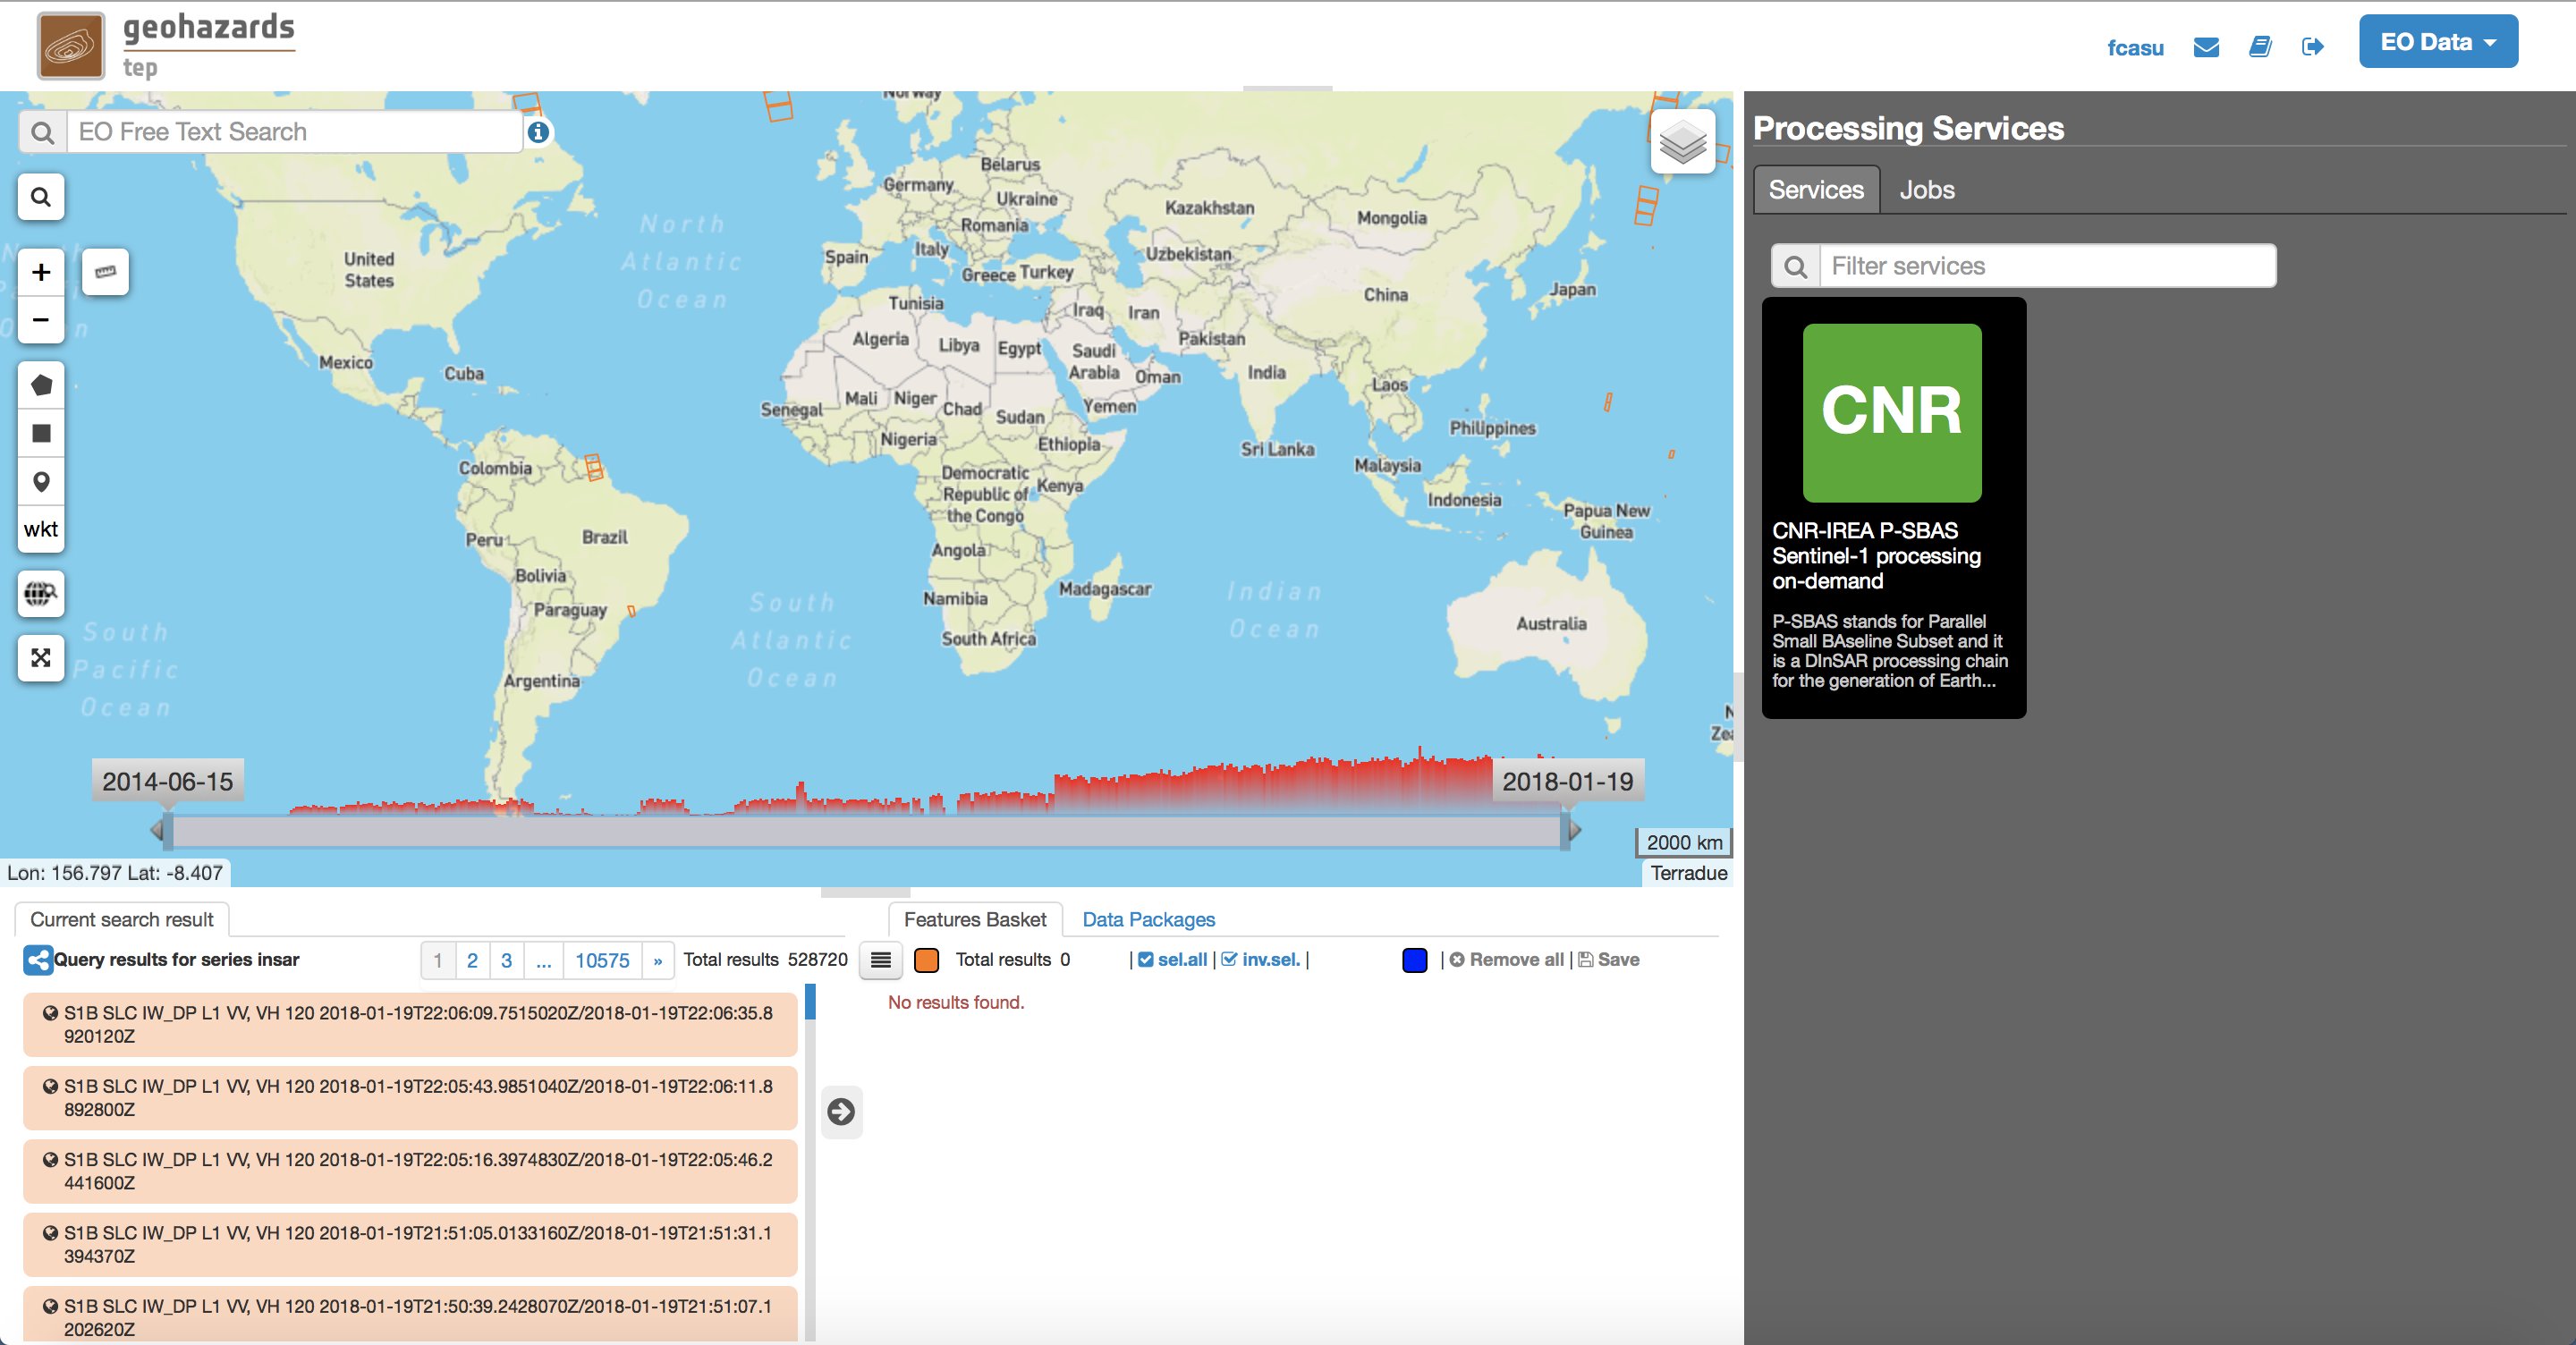 geohazards
tep
fcasu
EO Data
EO Free Text Search
Norway
Belarus
Germany
Ukraine
Kazakhstan
Mongolia
Romania
North
Atlantic
Ocean
Italy
Uzbekistan
Spain
Greece Turkey
United
States
China
Japan
Tunisia
Iraq
Iran
Algeria
Libya
Egypt
Pakistan
Saudi
Arabia
Oman
India
Mexico
Cuba
Laos
Mali
Niger
Chad
Sudan
Yemen
Senegal
Philippines
Nigeria
Ethiopia
Sri Lanka
Colombia
Malaysia
Democratic
Republic of
the Congo
Kenya
Indonesia
Papua New
Guinea
wkt
Peru
Brazil
Angola
Bolivia
Madagascar
Indian
Ocean
Namibia
Paraguay
South
Atlantic
Ocean
Australia
South Africa
South
Pacific
Ocean
Argentina
2014-06-15
2018-01-19
2000 km
Lon: 156.797 Lat: -8.407
Terradue
Processing Services
Services
Jobs
Filter services
CNR
CNR-IREA P-SBAS
Sentinel-1 processing
on-demand
P-SBAS stands for Parallel
Small BAseline Subset and it
is a DInSAR processing chain
for the generation of Earth...
Current search result
Query results for series insar
1 2 3 ... 10575 » Total results 528720
S1B SLC IW_DP L1 VV, VH 120 2018-01-19T22:06:09.7515020Z/2018-01-19T22:06:35.8
920120Z
S1B SLC IW_DP L1 VV, VH 120 2018-01-19T22:05:43.9851040Z/2018-01-19T22:06:11.8
892800Z
S1B SLC IW_DP L1 VV, VH 120 2018-01-19T22:05:16.3974830Z/2018-01-19T22:05:46.2
441600Z
S1B SLC IW_DP L1 VV, VH 120 2018-01-19T21:51:05.0133160Z/2018-01-19T21:51:31.1
394370Z
S1B SLC IW_DP L1 VV, VH 120 2018-01-19T21:50:39.2428070Z/2018-01-19T21:51:07.1
202620Z
Features Basket
Data Packages
Total results 0 | sel.all | inv.sel. | | Remove all | Save
No results found.